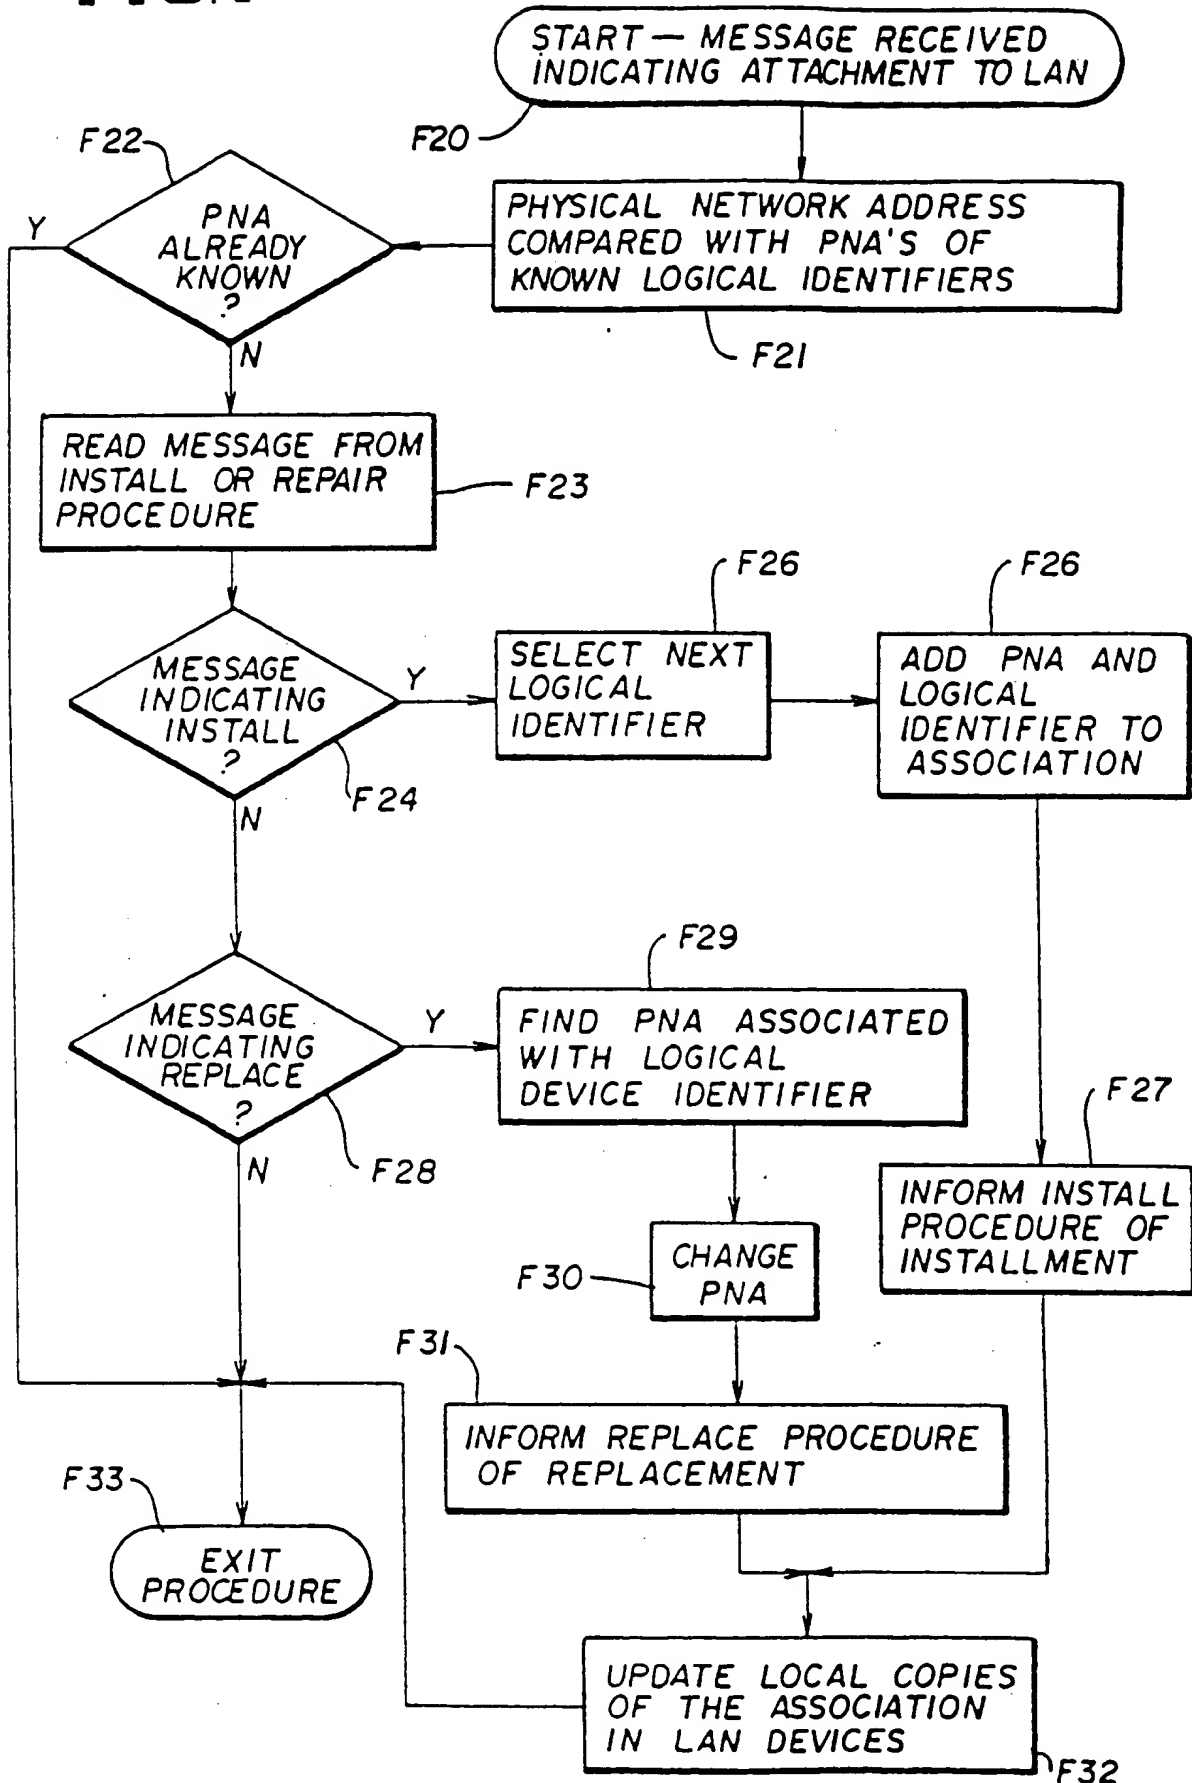 START — MESSAGE RECEIVED
INDICATING ATTACHMENT TO LAN
F20
F22
PHYSICAL NETWORK ADDRESS
COMPARED WITH PNA'S OF
KNOWN LOGICAL IDENTIFIERS
F21
PNA
ALREADY
KNOWN
?
Y
N
READ MESSAGE FROM
INSTALL OR REPAIR
PROCEDURE
F23
MESSAGE
INDICATING
INSTALL
?
Y
F24
N
F26
SELECT NEXT
LOGICAL
IDENTIFIER
F26
ADD PNA AND
LOGICAL
IDENTIFIER TO
ASSOCIATION
MESSAGE
INDICATING
REPLACE
?
Y
F28
N
F29
FIND PNA ASSOCIATED
WITH LOGICAL
DEVICE IDENTIFIER
F27
INFORM INSTALL
PROCEDURE OF
INSTALLMENT
F30
CHANGE
PNA
F31
INFORM REPLACE PROCEDURE
OF REPLACEMENT
F33
EXIT
PROCEDURE
UPDATE LOCAL COPIES
OF THE ASSOCIATION
IN LAN DEVICES
F32